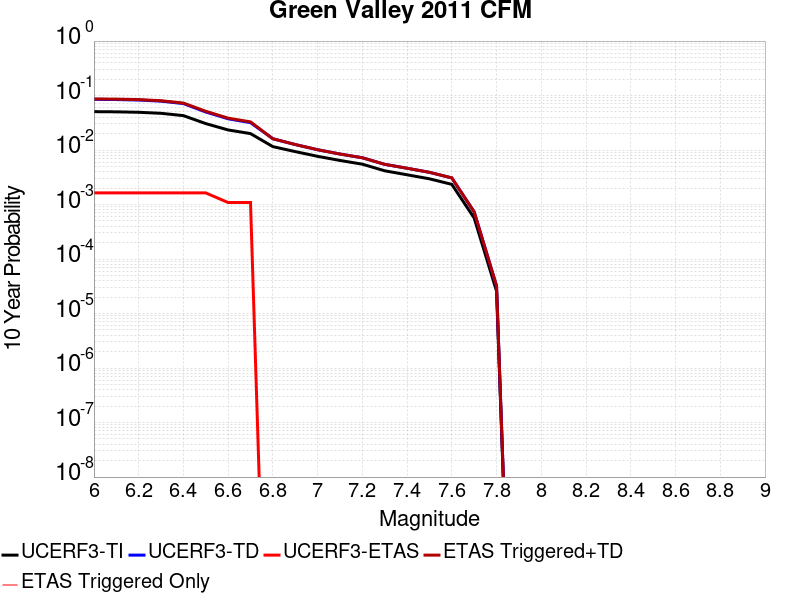 Green Valley 2011 CFM
10^0
10^-1
10^-2
10^-3
10^-4
10^-5
10^-6
10^-7
10^-8
10 Year Probability
6 6.2 6.4 6.6 6.8 7 7.2 7.4 7.6 7.8 8 8.2 8.4 8.6 8.8 9
Magnitude
UCERF3-TI UCERF3-TD UCERF3-ETAS ETAS Triggered+TD
ETAS Triggered Only